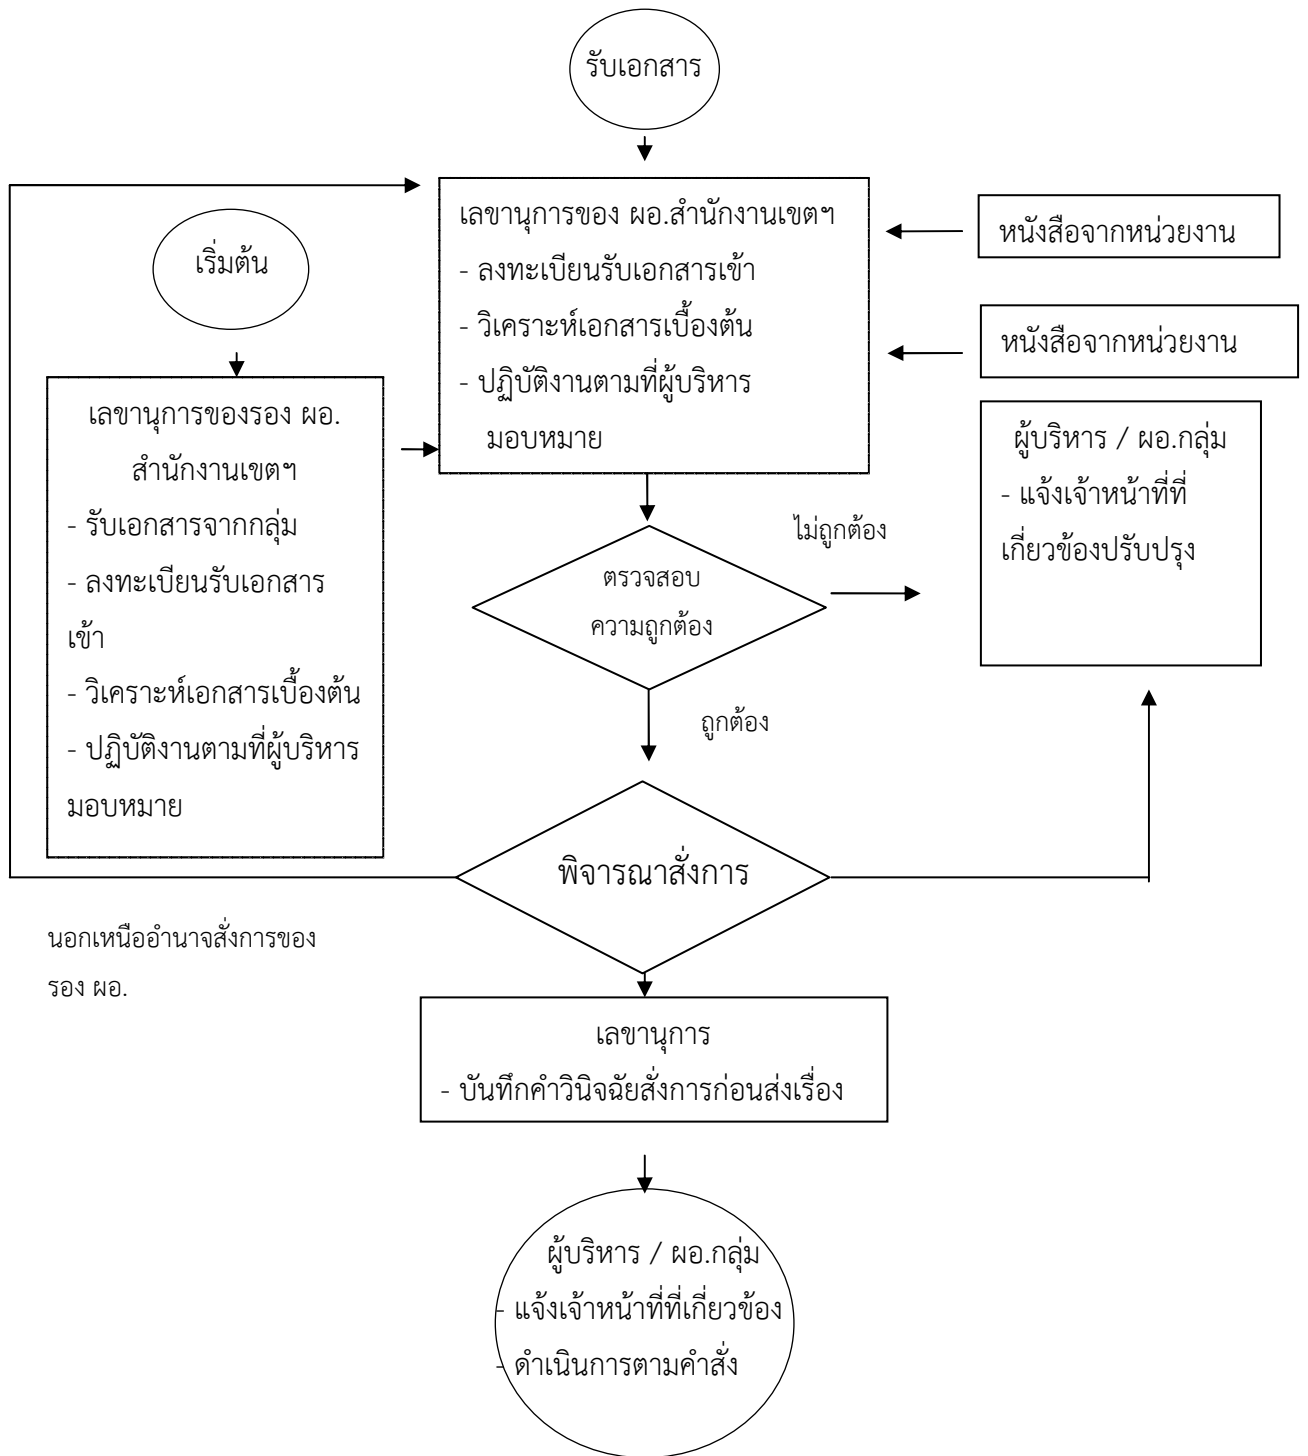 รับเอกสาร
เลขานุการของ ผอ.สำนักงานเขตฯ
- ลงทะเบียนรับเอกสารเข้า
- วิเคราะห์เอกสารเบื้องต้น
- ปฏิบัติงานตามที่ผู้บริหาร
มอบหมาย
หนังสือจากหน่วยงาน
หนังสือจากหน่วยงาน
เริ่มต้น
เลขานุการของรอง ผอ.
สำนักงานเขตฯ
- รับเอกสารจากกลุ่ม
- ลงทะเบียนรับเอกสาร
เข้า
- วิเคราะห์เอกสารเบื้องต้น
- ปฏิบัติงานตามที่ผู้บริหาร
มอบหมาย
ผู้บริหาร / ผอ.กลุ่ม
- แจ้งเจ้าหน้าที่ที่
เกี่ยวข้องปรับปรุง
ไม่ถูกต้อง
ตรวจสอบ
ความถูกต้อง
ถูกต้อง
พิจารณาสั่งการ
นอกเหนืออำนาจสั่งการของ
รอง ผอ.
เลขานุการ
- บันทึกคำวินิจฉัยสั่งการก่อนส่งเรื่อง
ผู้บริหาร / ผอ.กลุ่ม
- แจ้งเจ้าหน้าที่ที่เกี่ยวข้อง
- ดำเนินการตามคำสั่ง